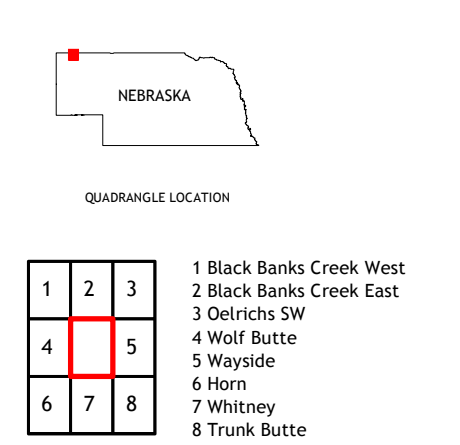 NEBRASKA
QUADRANGLE LOCATION
1 2 3
4 5
6 7 8
1 Black Banks Creek West
2 Black Banks Creek East
3 Oelrichs SW
4 Wolf Butte
5 Wayside
6 Horn
7 Whitney
8 Trunk Butte